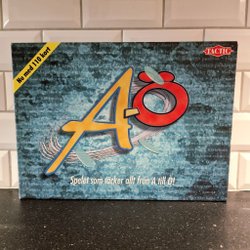 Nu med 110 kort
TACTIC
A-Ö
Spelet som täcker allt från A till Ö!